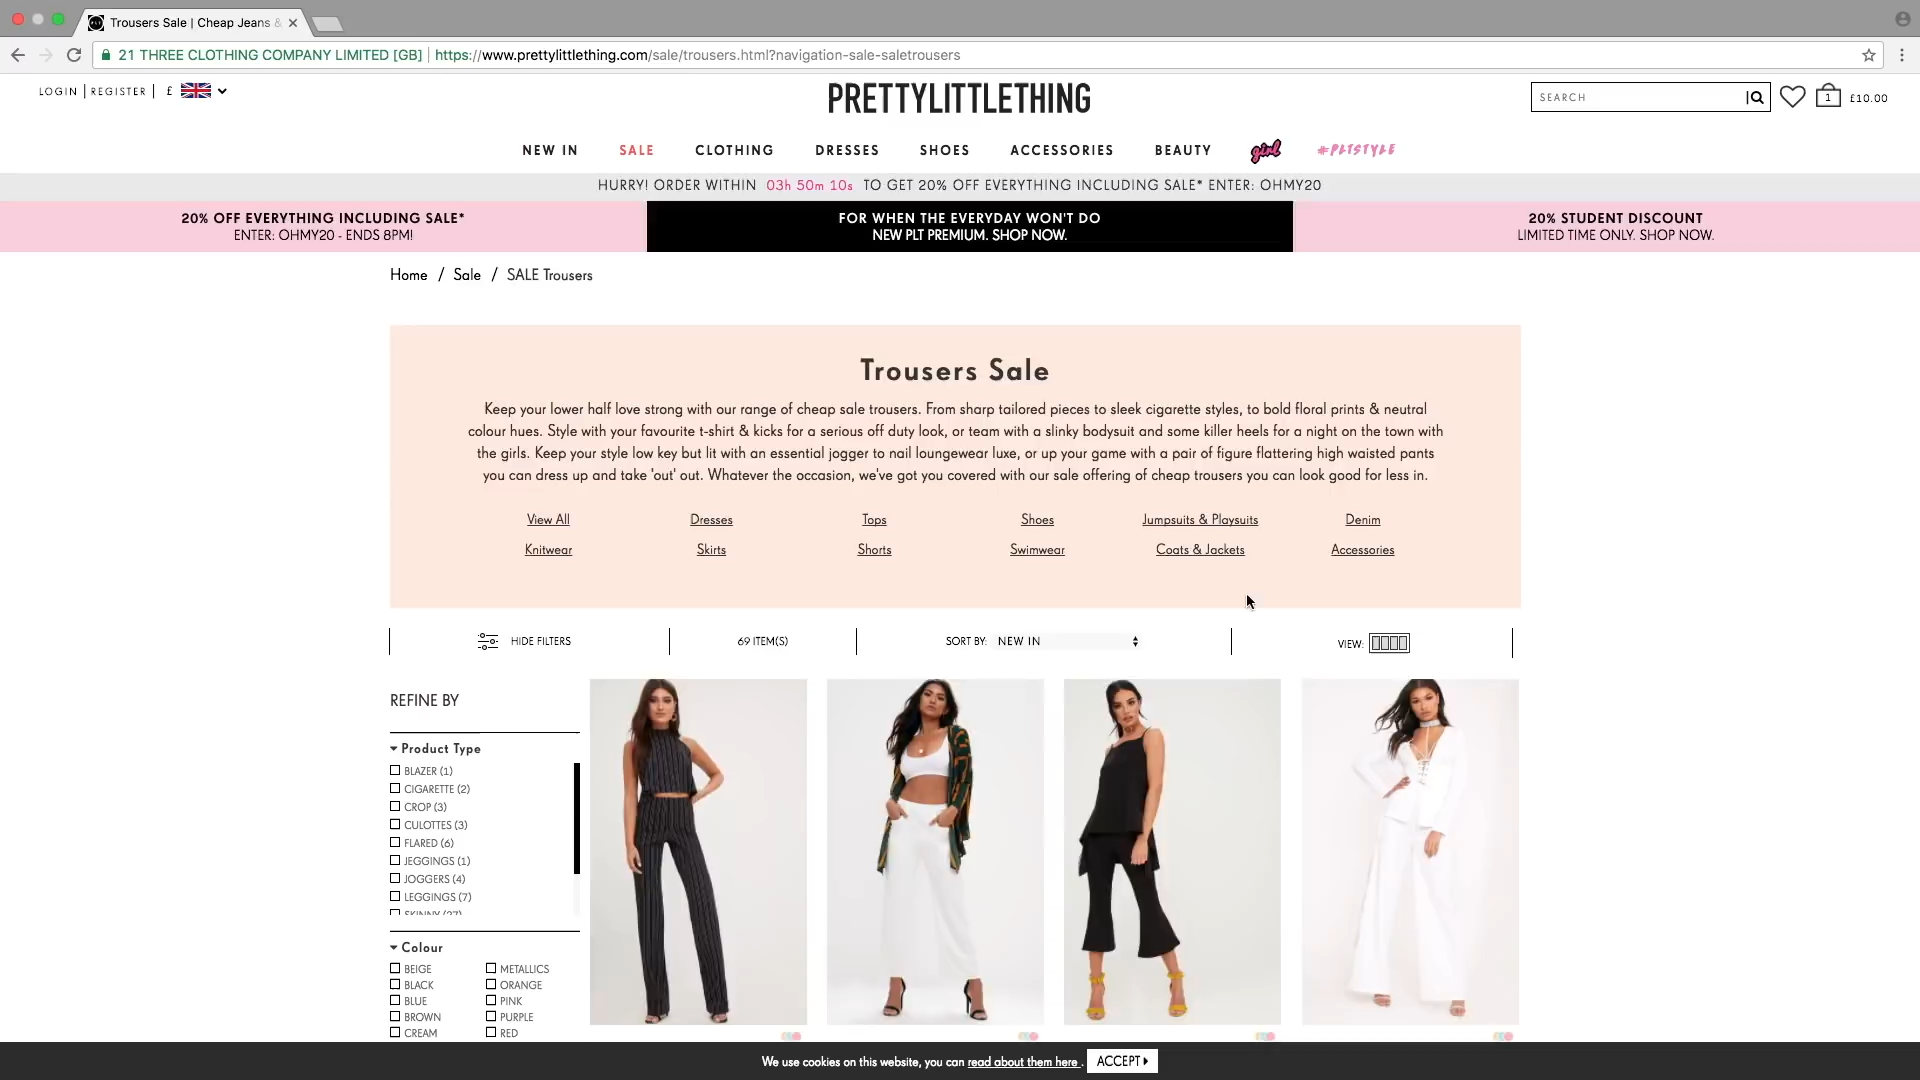 Trousers Sale | Cheap Jeans &
21 THREE CLOTHING COMPANY LIMITED [GB] https://www.prettylittlething.com/sale/trousers.html?navigation-sale-saletrousers
LOGIN | REGISTER | £
PRETTYLITTLETHING
SEARCH
1
£10.00
NEW IN SALE CLOTHING DRESSES SHOES ACCESSORIES BEAUTY girl #PLTSTYLE
HURRY! ORDER WITHIN 03h 50m 10s TO GET 20% OFF EVERYTHING INCLUDING SALE* ENTER: OHMY20
20% OFF EVERYTHING INCLUDING SALE*
ENTER: OHMY20 - ENDS 8PM!
FOR WHEN THE EVERYDAY WON'T DO
NEW PLT PREMIUM. SHOP NOW.
20% STUDENT DISCOUNT
LIMITED TIME ONLY. SHOP NOW.
Home / Sale / SALE Trousers
Trousers Sale
Keep your lower half love strong with our range of cheap sale trousers. From sharp tailored pieces to sleek cigarette styles, to bold floral prints & neutral
colour hues. Style with your favourite t-shirt & kicks for a serious off duty look, or team with a slinky bodysuit and some killer heels for a night on the town with
the girls. Keep your style low key but lit with an essential jogger to nail loungewear luxe, or up your game with a pair of figure flattering high waisted pants
you can dress up and take 'out' out. Whatever the occasion, we've got you covered with our sale offering of cheap trousers you can look good for less in.
View All Dresses Tops Shoes Jumpsuits & Playsuits Denim
Knitwear Skirts Shorts Swimwear Coats & Jackets Accessories
HIDE FILTERS
69 ITEM(S)
SORT BY: NEW IN
VIEW:
REFINE BY
Product Type
BLAZER (1)
CIGARETTE (2)
CROP (3)
CULOTTES (3)
FLARED (6)
JEGGINGS (1)
JOGGERS (4)
LEGGINGS (7)
SKINNY (27)
Colour
BEIGE METALLICS
BLACK ORANGE
BLUE PINK
BROWN PURPLE
CREAM RED
We use cookies on this website, you can read about them here . ACCEPT